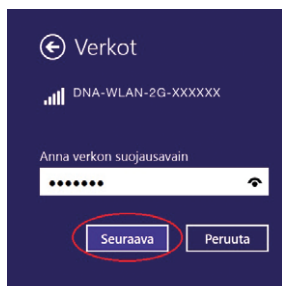 Verkot
DNA-WLAN-2G-XXXXXX
Anna verkon suojausavain
•••••••
Seuraava Peruuta